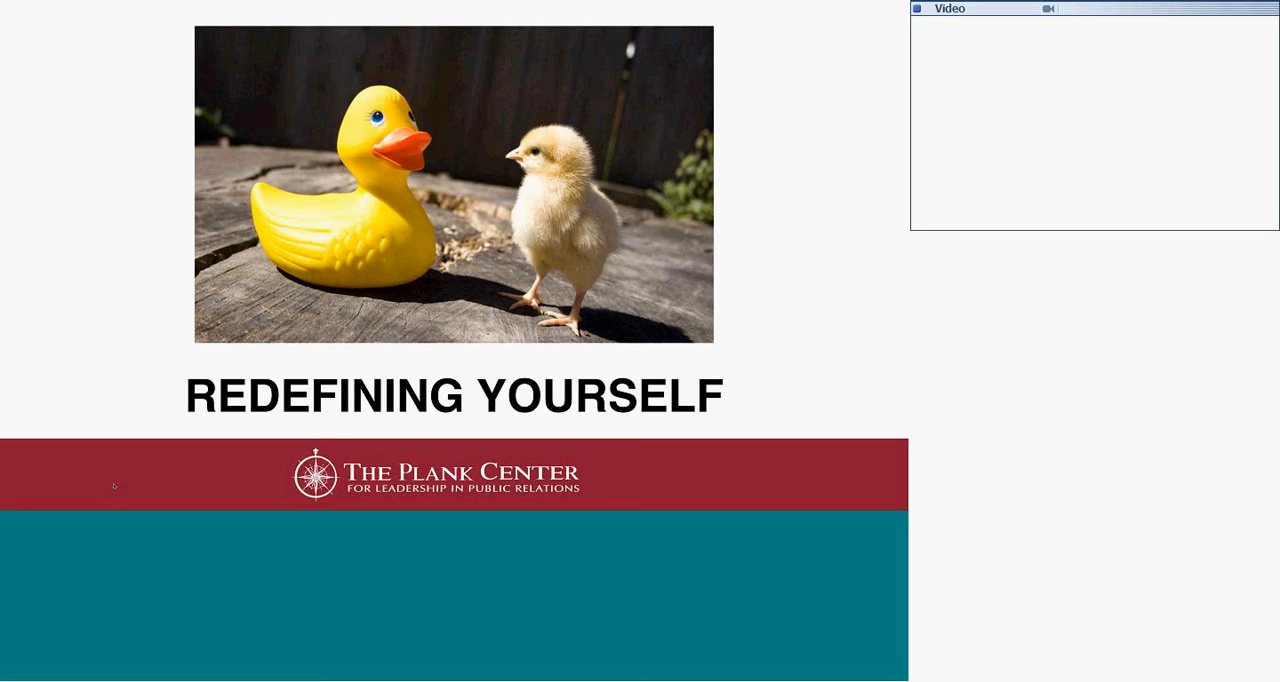 Video
REDEFINING YOURSELF
THE PLANK CENTER
FOR LEADERSHIP IN PUBLIC RELATIONS